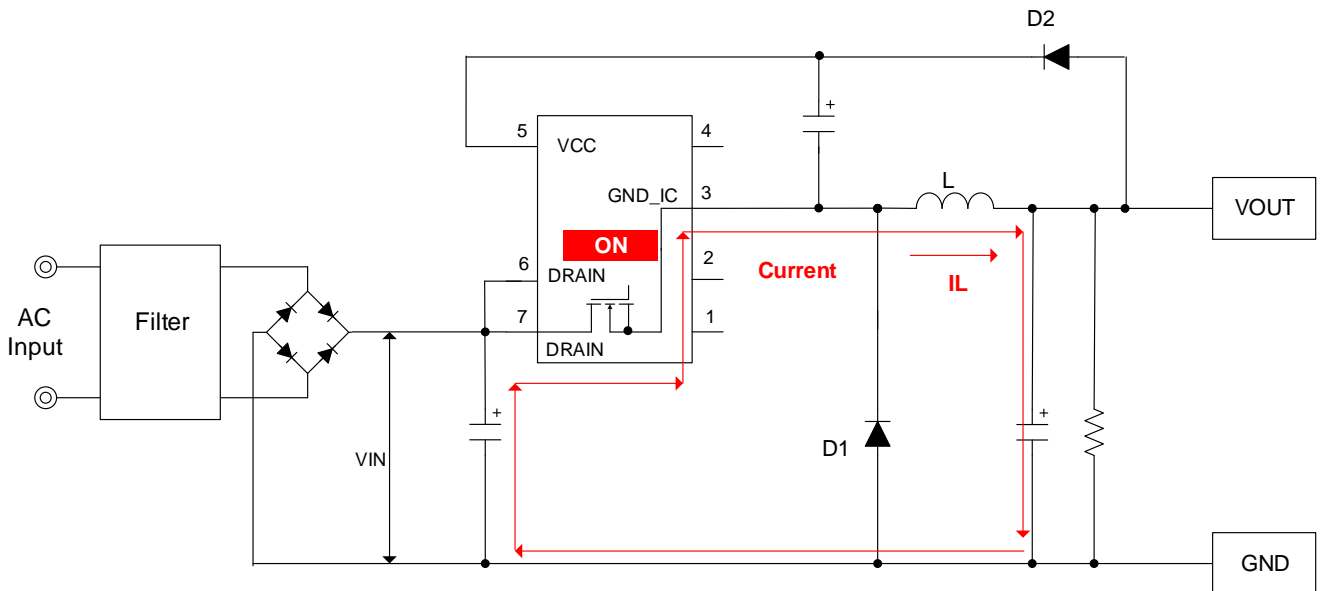 D2
5
4
VCC
GND_IC
3
L
VOUT
ON
Current
IL
6
2
DRAIN
AC
Input
Filter
7
1
DRAIN
+
+
+
VIN
D1
GND